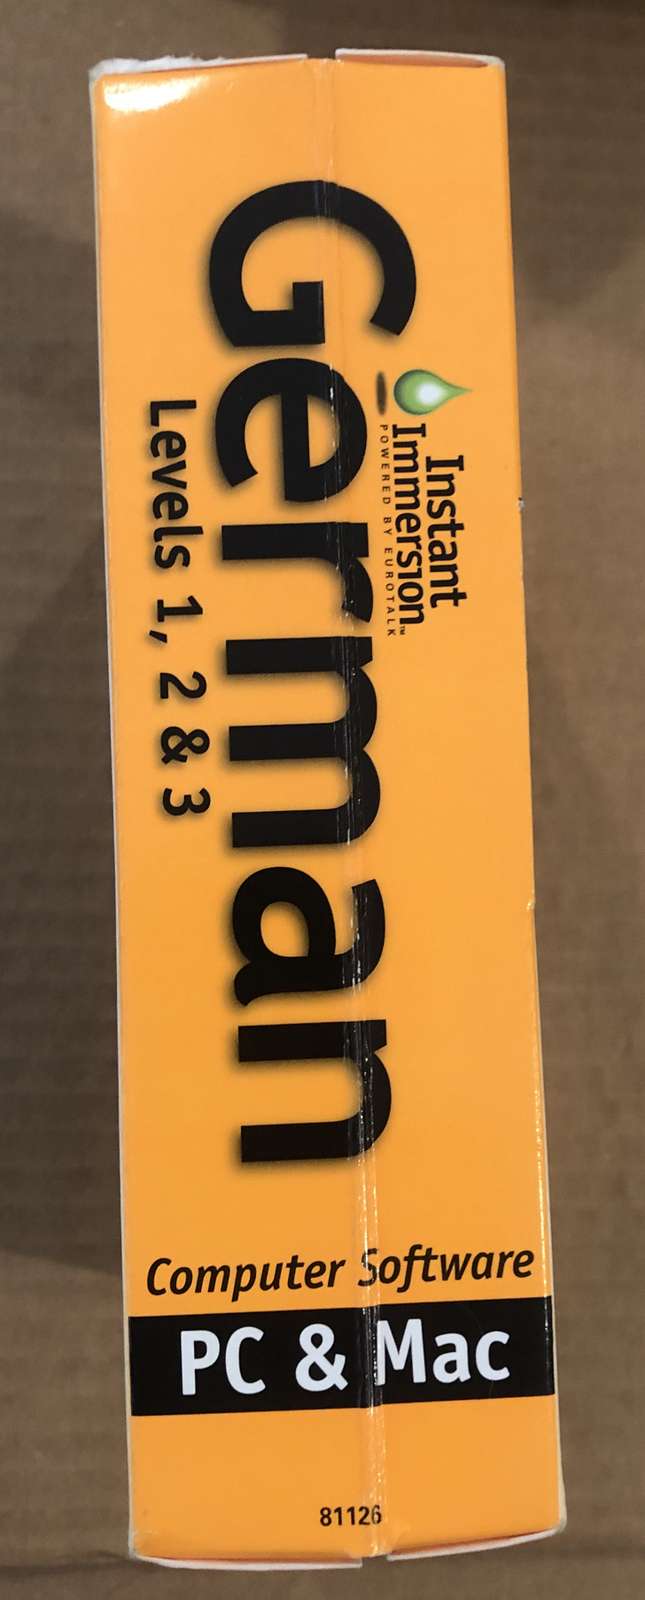 Instant
Immersion™
POWERED BY EUROTALK
German
Levels 1, 2 & 3
Computer Software
PC & Mac
81126